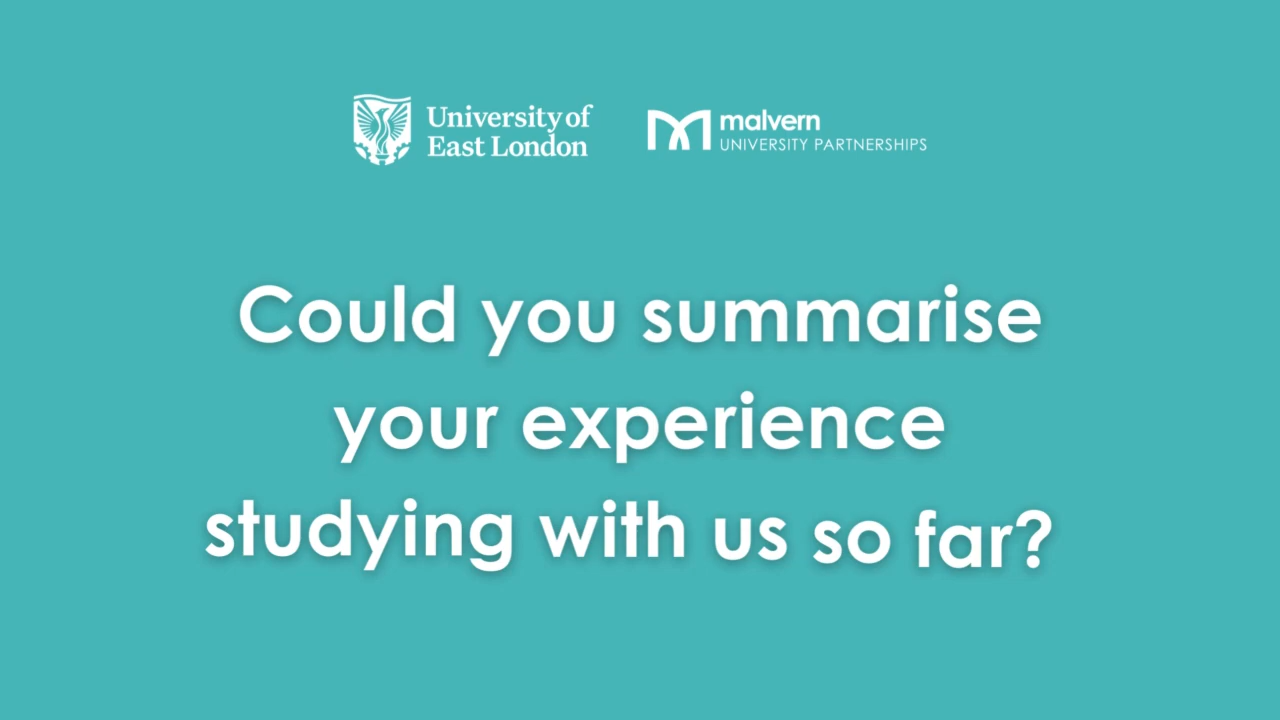 University of
East London
malvern
UNIVERSITY PARTNERSHIPS
Could you summarise
your experience
studying with us so far?